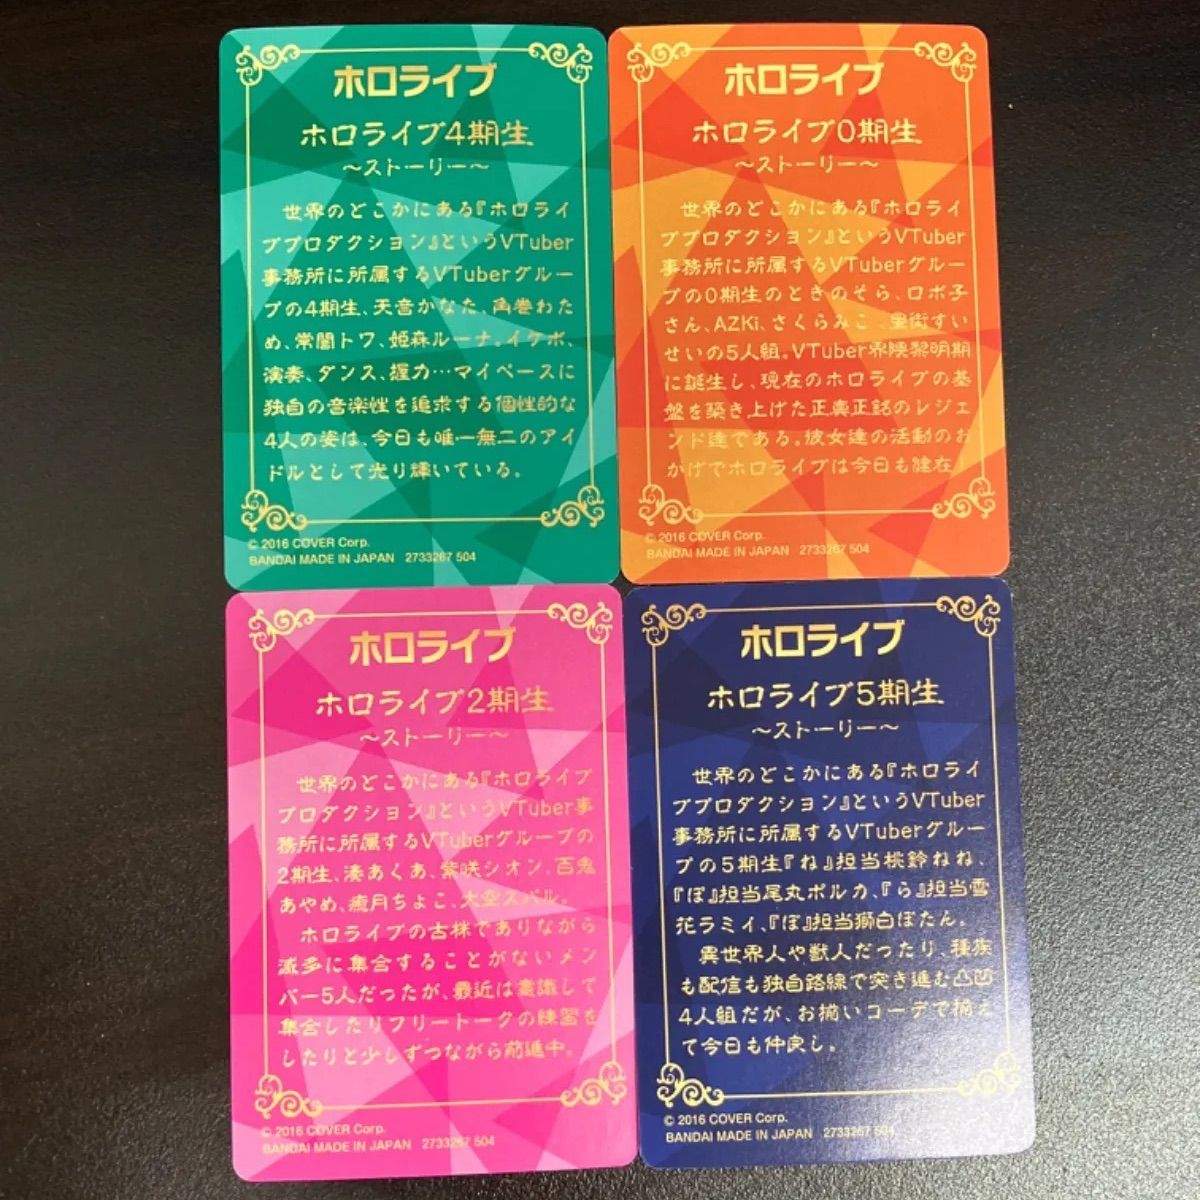 ホロライブ
ホロライブ4期生
～ストーリー～
世界のどこかにある『ホロライ
ブプロダクション』というVTuber
事務所に所属するVTuberグルー
プの4期生、天音かなた、角巻わた
め、常闇トワ、姫森ルーナ。イケボ、
演奏、ダンス、握力…マイペースに
独自の音楽性を追求する個性的な
4人の姿は、今日も唯一無二のアイ
ドルとして光り輝いている。
© 2016 COVER Corp.
BANDAI MADE IN JAPAN 2733267 504
ホロライブ
ホロライブ0期生
～ストーリー～
世界のどこかにある『ホロライ
ブプロダクション』というVTuber
事務所に所属するVTuberグルー
プの0期生のときのそら、ロボ子
さん、AZKi、さくらみこ、星街すい
せいの5人組。VTuber界隈黎明期
に誕生し、現在のホロライブの基
盤を築き上げた正真正銘のレジェ
ンド達である。彼女達の活動のお
かげでホロライブは今日も健在!
© 2016 COVER Corp.
BANDAI MADE IN JAPAN 2733267 504
ホロライブ
ホロライブ2期生
～ストーリー～
世界のどこかにある『ホロライブ
プロダクション』というVTuber事
務所に所属するVTuberグループの
2期生、湊あくあ、紫咲シオン、百鬼
あやめ、癒月ちょこ、大空スバル。
ホロライブの古株でありながら
滅多に集合することがないメン
バー5人だったが、最近は意識して
集合したりフリートークの練習を
したりと少しずつながら前進中。
© 2016 COVER Corp.
BANDAI MADE IN JAPAN 2733267 504
ホロライブ
ホロライブ5期生
～ストーリー～
世界のどこかにある『ホロライ
ブプロダクション』というVTuber
事務所に所属するVTuberグルー
プの5期生『ね』担当桃鈴ねね、
『ぽ』担当尾丸ポルカ、『ら』担当雪
花ラミィ、『ぼ』担当獅白ぼたん。
異世界人や獣人だったり、種族
も配信も独自路線で突き進む凸凹
4人組だが、お揃いコーデで揃え
て今日も仲良し。
© 2016 COVER Corp.
BANDAI MADE IN JAPAN 2733267 504